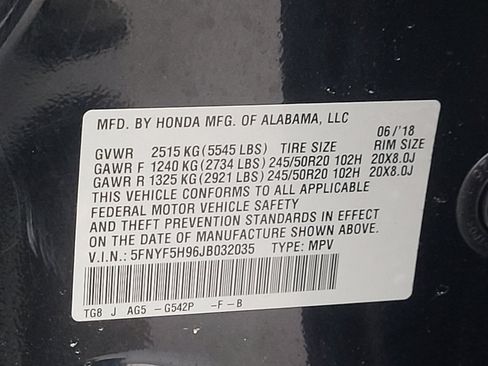 MFD. BY HONDA MFG. OF ALABAMA, LLC 06/'18
GVWR 2515 KG (5545 LBS) TIRE SIZE RIM SIZE
GAWR F 1240 KG (2734 LBS) 245/50R20 102H 20X8.0J
GAWR R 1325 KG (2921 LBS) 245/50R20 102H 20X8.0J
THIS VEHICLE CONFORMS TO ALL APPLICABLE
FEDERAL MOTOR VEHICLE SAFETY
AND THEFT PREVENTION STANDARDS IN EFFECT
ON THE DATE OF MANUFACTURE SHOWN ABOVE.
V.I.N.: 5FNYF5H96JB032035 TYPE: MPV
TG8 J AG5 -G542P -F-B